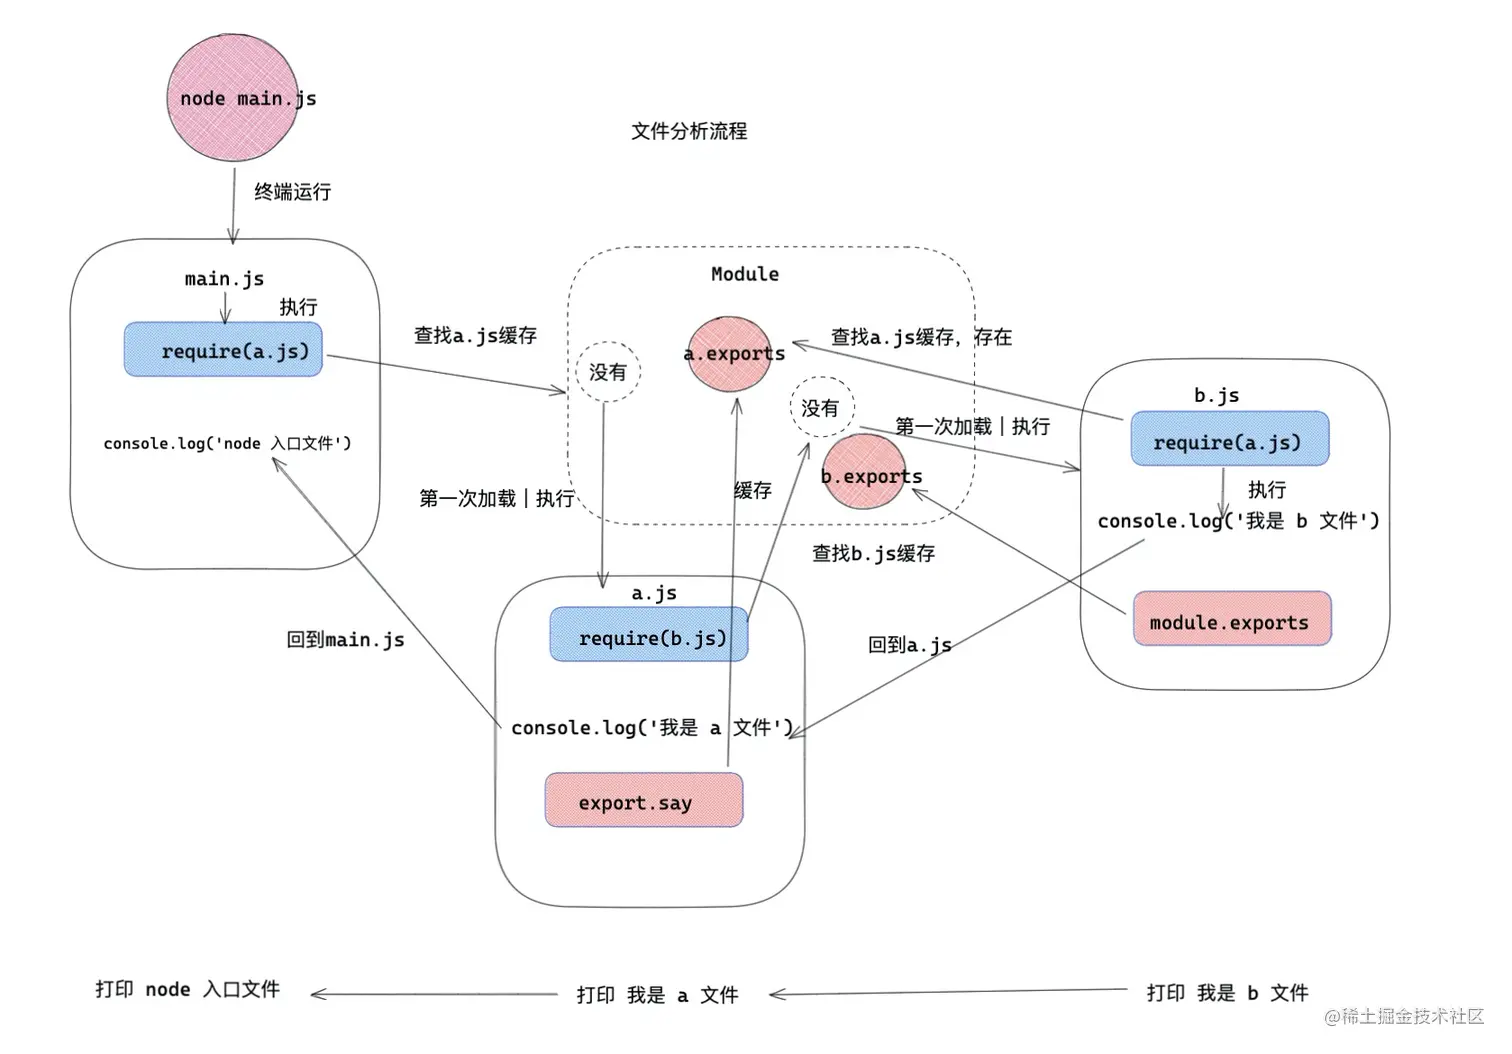 node main.js
文件分析流程
终端运行
main.js
执行
require(a.js)
console.log('node 入口文件')
查找a.js缓存
Module
没有
a.exports
查找a.js缓存，存在
没有
第一次加载｜执行
b.exports
b.js
require(a.js)
执行
console.log('我是 b 文件')
module.exports
第一次加载｜执行
缓存
查找b.js缓存
a.js
require(b.js)
回到main.js
回到a.js
console.log('我是 a 文件')
export.say
打印 node 入口文件
打印 我是 a 文件
打印 我是 b 文件
@稀土掘金技术社区